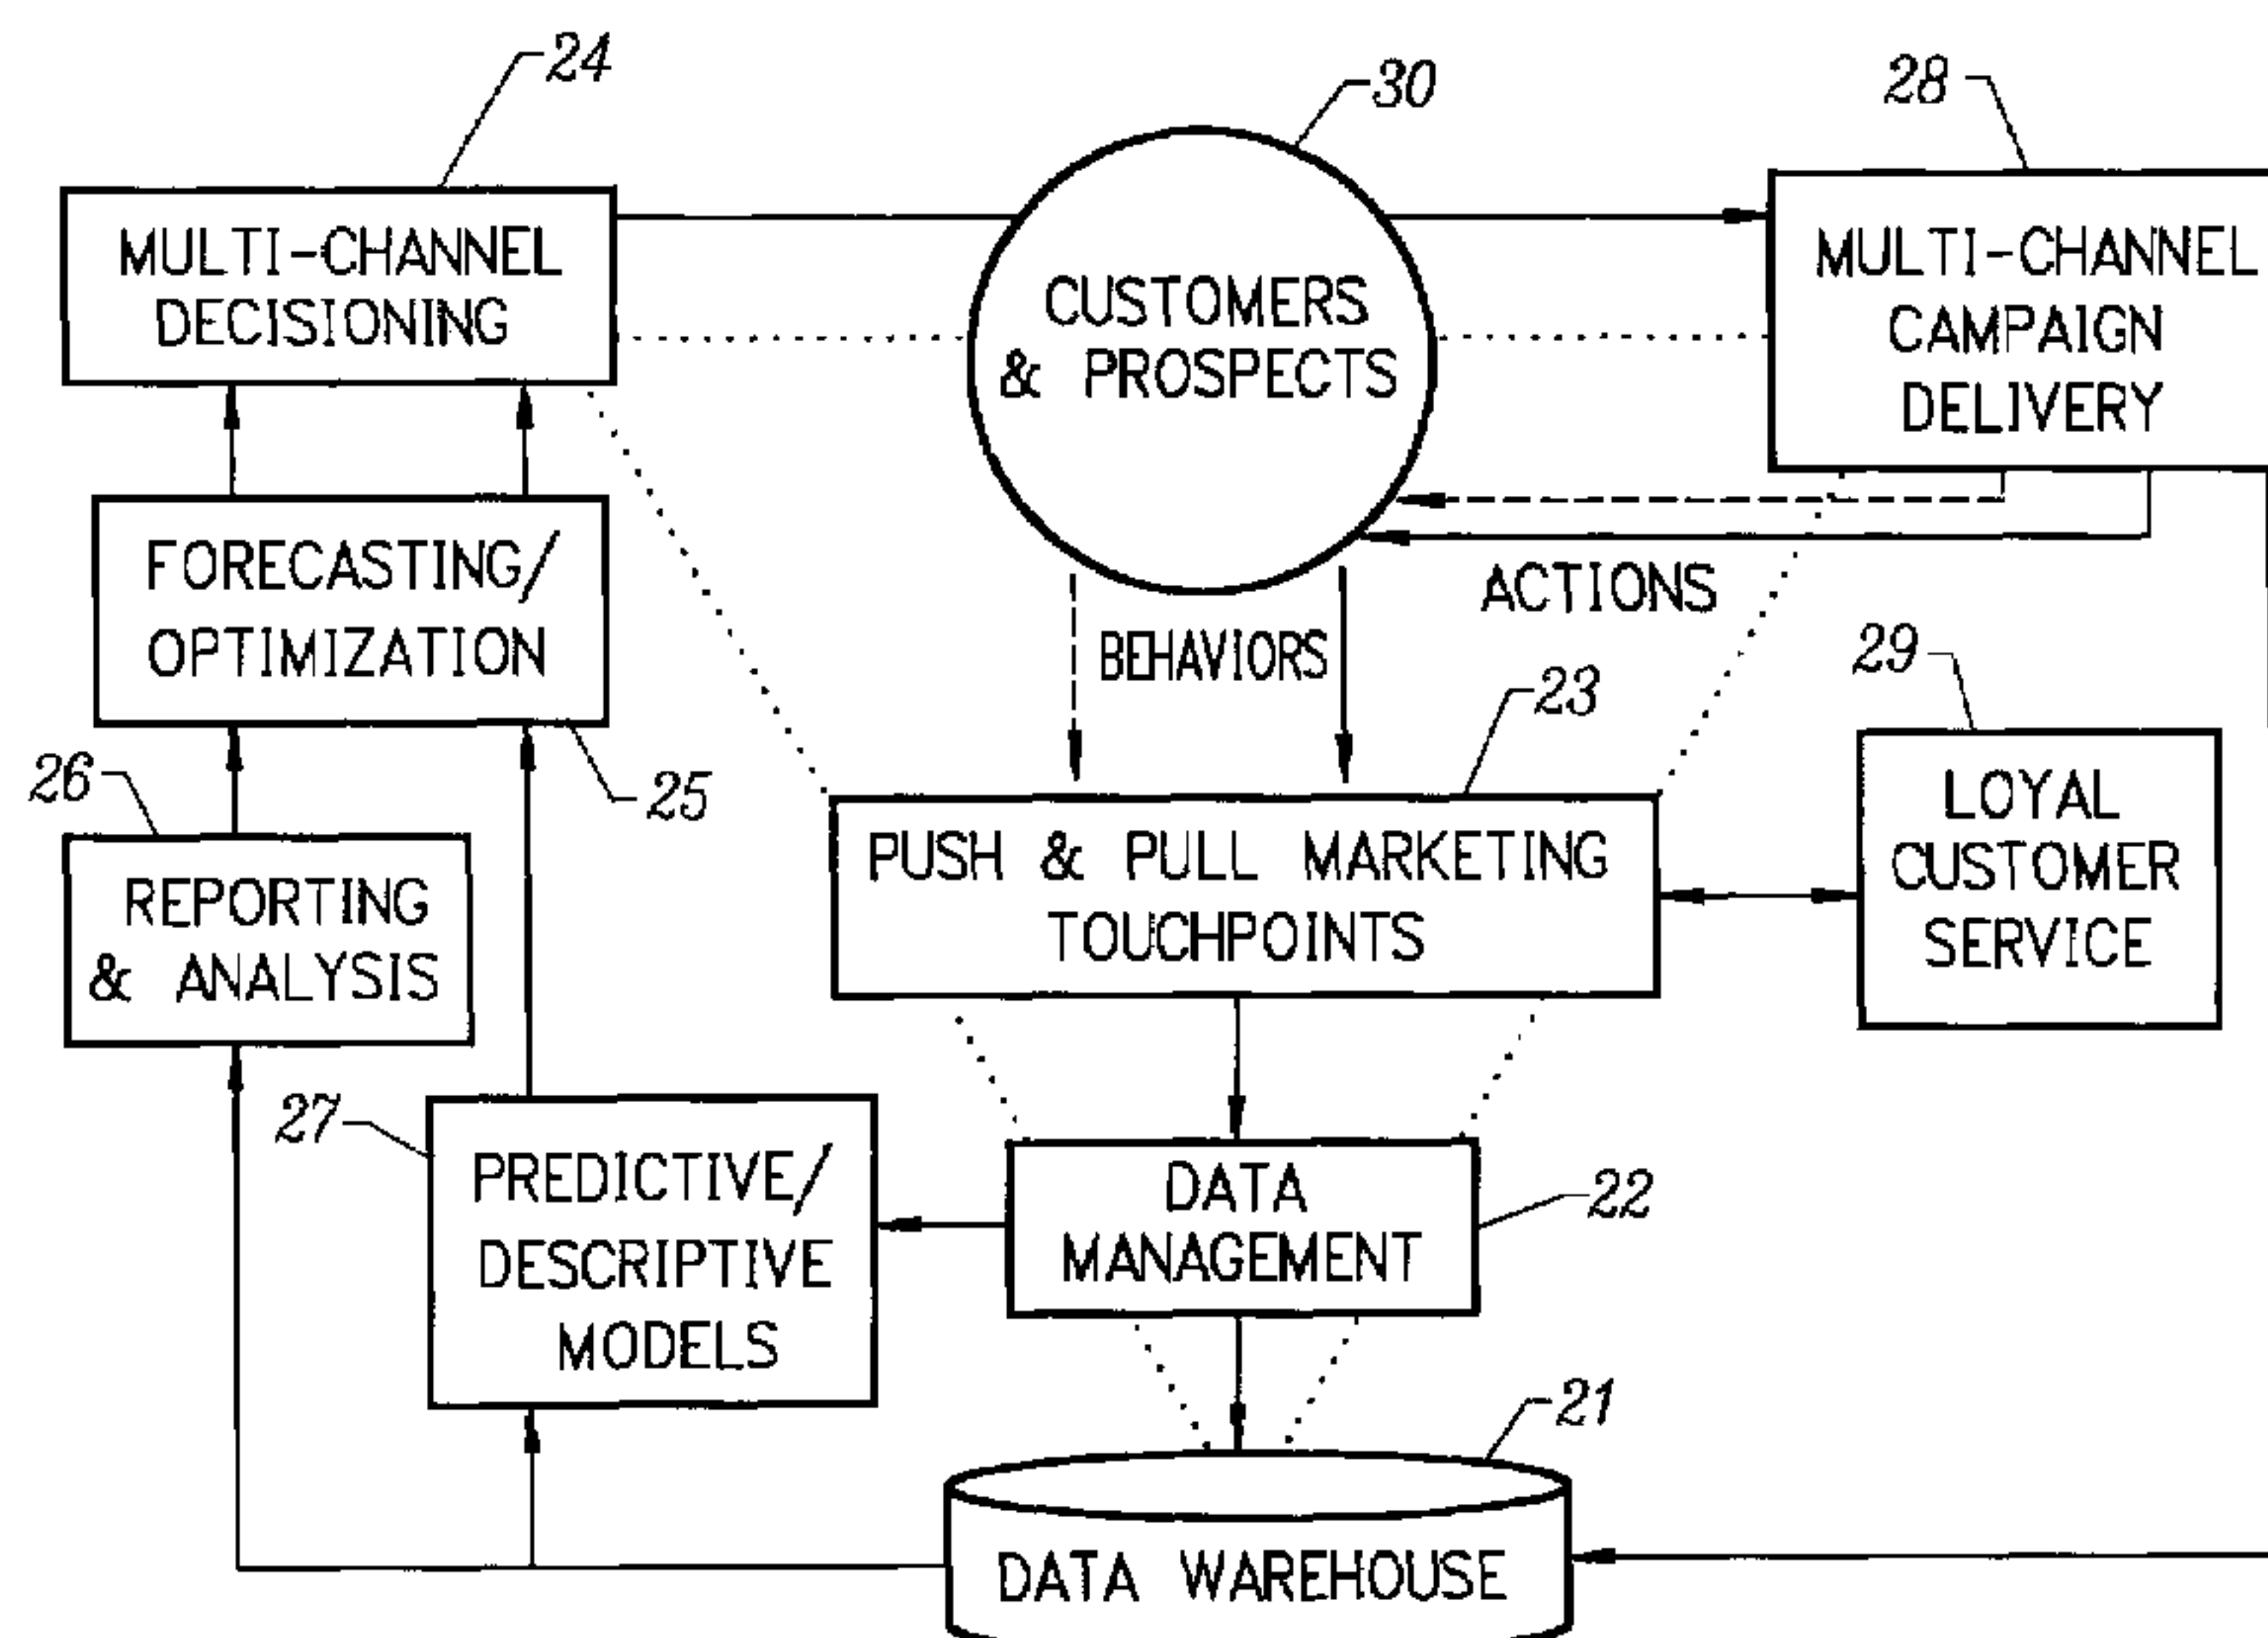 24
30
28
MULTI-CHANNEL
DECISIONING
CUSTOMERS
& PROSPECTS
MULTI-CHANNEL
CAMPAIGN
DELIVERY
FORECASTING/
OPTIMIZATION
25
ACTIONS
BEHAVIORS
23
29
26
REPORTING
& ANALYSIS
PUSH & PULL MARKETING
TOUCHPOINTS
LOYAL
CUSTOMER
SERVICE
27
PREDICTIVE/
DESCRIPTIVE
MODELS
DATA
MANAGEMENT
22
21
DATA WAREHOUSE